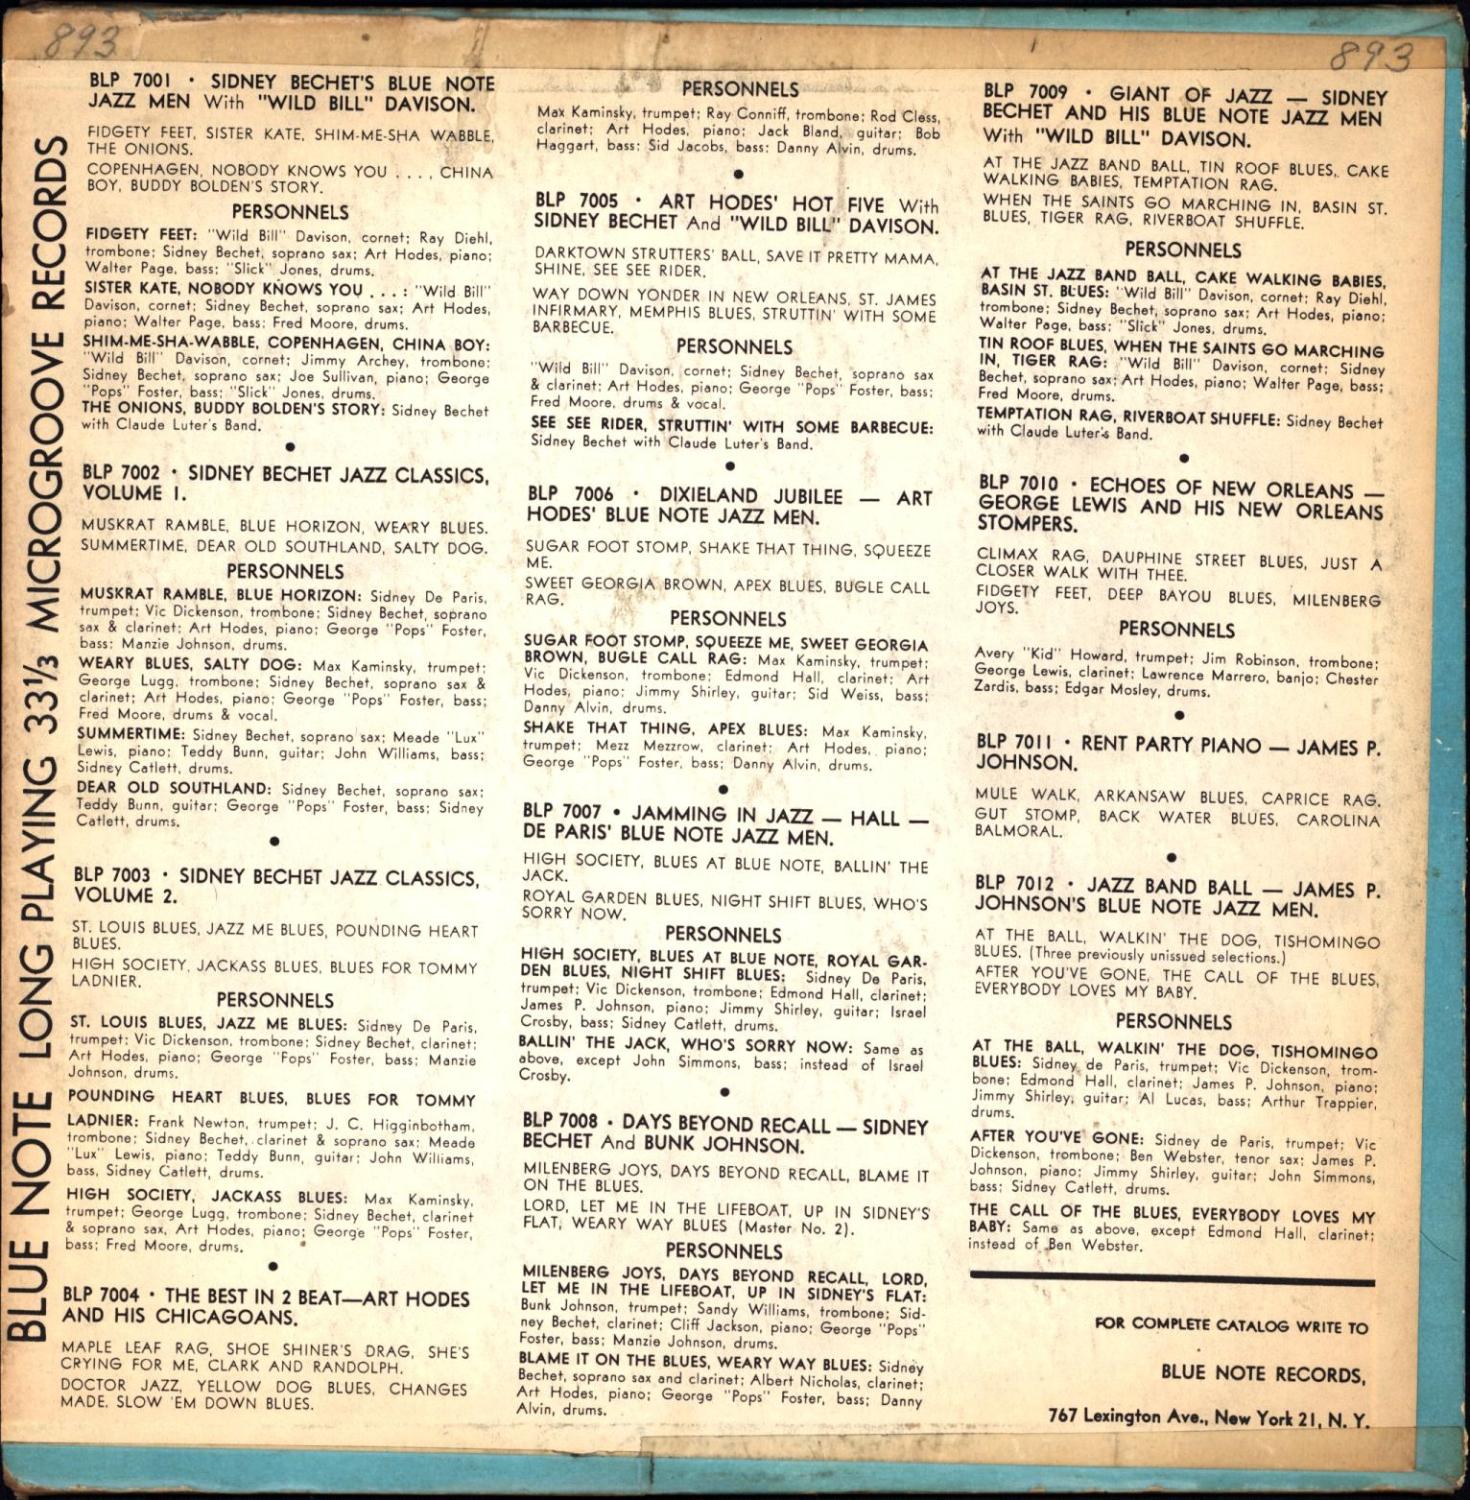 893
893
BLUE NOTE LONG PLAYING 33⅓ MICROGROOVE RECORDS
BLP 7001 • SIDNEY BECHET'S BLUE NOTE
JAZZ MEN With "WILD BILL" DAVISON.
FIDGETY FEET, SISTER KATE, SHIM-ME-SHA WABBLE,
THE ONIONS.
COPENHAGEN, NOBODY KNOWS YOU . . . , CHINA
BOY, BUDDY BOLDEN'S STORY.
PERSONNELS
FIDGETY FEET: "Wild Bill" Davison, cornet; Ray Diehl,
trombone; Sidney Bechet, soprano sax; Art Hodes, piano;
Walter Page, bass; "Slick" Jones, drums.
SISTER KATE, NOBODY KNOWS YOU . . . : "Wild Bill"
Davison, cornet; Sidney Bechet, soprano sax; Art Hodes,
piano; Walter Page, bass; Fred Moore, drums.
SHIM-ME-SHA-WABBLE, COPENHAGEN, CHINA BOY:
"Wild Bill" Davison, cornet; Jimmy Archey, trombone;
Sidney Bechet, soprano sax; Joe Sullivan, piano; George
"Pops" Foster, bass; "Slick" Jones, drums.
THE ONIONS, BUDDY BOLDEN'S STORY: Sidney Bechet
with Claude Luter's Band.
•
BLP 7002 • SIDNEY BECHET JAZZ CLASSICS,
VOLUME 1.
MUSKRAT RAMBLE, BLUE HORIZON, WEARY BLUES.
SUMMERTIME, DEAR OLD SOUTHLAND, SALTY DOG.
PERSONNELS
MUSKRAT RAMBLE, BLUE HORIZON: Sidney De Paris,
trumpet; Vic Dickenson, trombone; Sidney Bechet, soprano
sax & clarinet; Art Hodes, piano; George "Pops" Foster,
bass; Manzie Johnson, drums.
WEARY BLUES, SALTY DOG: Max Kaminsky, trumpet;
George Lugg, trombone; Sidney Bechet, soprano sax &
clarinet; Art Hodes, piano; George "Pops" Foster, bass;
Fred Moore, drums & vocal.
SUMMERTIME: Sidney Bechet, soprano sax; Meade "Lux"
Lewis, piano; Teddy Bunn, guitar; John Williams, bass;
Sidney Catlett, drums.
DEAR OLD SOUTHLAND: Sidney Bechet, soprano sax;
Teddy Bunn, guitar; George "Pops" Foster, bass; Sidney
Catlett, drums.
•
BLP 7003 • SIDNEY BECHET JAZZ CLASSICS,
VOLUME 2.
ST. LOUIS BLUES, JAZZ ME BLUES, POUNDING HEART
BLUES.
HIGH SOCIETY, JACKASS BLUES, BLUES FOR TOMMY
LADNIER.
PERSONNELS
ST. LOUIS BLUES, JAZZ ME BLUES: Sidney De Paris,
trumpet; Vic Dickenson, trombone; Sidney Bechet, clarinet;
Art Hodes, piano; George "Fops" Foster, bass; Manzie
Johnson, drums.
POUNDING HEART BLUES, BLUES FOR TOMMY
LADNIER: Frank Newton, trumpet; J. C. Higginbotham,
trombone; Sidney Bechet, clarinet & soprano sax; Meade
"Lux" Lewis, piano; Teddy Bunn, guitar; John Williams,
bass, Sidney Catlett, drums.
HIGH SOCIETY, JACKASS BLUES: Max Kaminsky,
trumpet; George Lugg, trombone; Sidney Bechet, clarinet
& soprano sax, Art Hodes, piano; George "Pops" Foster,
bass; Fred Moore, drums.
•
BLP 7004 • THE BEST IN 2 BEAT—ART HODES
AND HIS CHICAGOANS.
MAPLE LEAF RAG, SHOE SHINER'S DRAG, SHE'S
CRYING FOR ME, CLARK AND RANDOLPH.
DOCTOR JAZZ, YELLOW DOG BLUES, CHANGES
MADE. SLOW 'EM DOWN BLUES.
PERSONNELS
Max Kaminsky, trumpet; Ray Conniff, trombone; Rod Cless,
clarinet; Art Hodes, piano; Jack Bland, guitar; Bob
Haggart, bass; Sid Jacobs, bass; Danny Alvin, drums.
•
BLP 7005 • ART HODES' HOT FIVE With
SIDNEY BECHET And "WILD BILL" DAVISON.
DARKTOWN STRUTTERS' BALL, SAVE IT PRETTY MAMA,
SHINE, SEE SEE RIDER.
WAY DOWN YONDER IN NEW ORLEANS, ST. JAMES
INFIRMARY, MEMPHIS BLUES, STRUTTIN' WITH SOME
BARBECUE.
PERSONNELS
"Wild Bill" Davison, cornet; Sidney Bechet, soprano sax
& clarinet; Art Hodes, piano; George "Pops" Foster, bass;
Fred Moore, drums & vocal.
SEE SEE RIDER, STRUTTIN' WITH SOME BARBECUE:
Sidney Bechet with Claude Luter's Band.
•
BLP 7006 • DIXIELAND JUBILEE — ART
HODES' BLUE NOTE JAZZ MEN.
SUGAR FOOT STOMP, SHAKE THAT THING, SQUEEZE
ME.
SWEET GEORGIA BROWN, APEX BLUES, BUGLE CALL
RAG.
PERSONNELS
SUGAR FOOT STOMP, SQUEEZE ME, SWEET GEORGIA
BROWN, BUGLE CALL RAG: Max Kaminsky, trumpet;
Vic Dickenson, trombone; Edmond Hall, clarinet; Art
Hodes, piano; Jimmy Shirley, guitar; Sid Weiss, bass;
Danny Alvin, drums.
SHAKE THAT THING, APEX BLUES: Max Kaminsky,
trumpet; Mezz Mezzrow, clarinet; Art Hodes, piano;
George "Pops" Foster, bass; Danny Alvin, drums.
•
BLP 7007 • JAMMING IN JAZZ — HALL —
DE PARIS' BLUE NOTE JAZZ MEN.
HIGH SOCIETY, BLUES AT BLUE NOTE, BALLIN' THE
JACK.
ROYAL GARDEN BLUES, NIGHT SHIFT BLUES, WHO'S
SORRY NOW.
PERSONNELS
HIGH SOCIETY, BLUES AT BLUE NOTE, ROYAL GAR-
DEN BLUES, NIGHT SHIFT BLUES: Sidney De Paris,
trumpet; Vic Dickenson, trombone; Edmund Hall, clarinet;
James P. Johnson, piano; Jimmy Shirley, guitar; Israel
Crosby, bass; Sidney Catlett, drums.
BALLIN' THE JACK, WHO'S SORRY NOW: Same as
above, except John Simmons, bass; instead of Israel
Crosby.
•
BLP 7008 • DAYS BEYOND RECALL — SIDNEY
BECHET And BUNK JOHNSON.
MILENBERG JOYS, DAYS BEYOND RECALL, BLAME IT
ON THE BLUES.
LORD, LET ME IN THE LIFEBOAT, UP IN SIDNEY'S
FLAT, WEARY WAY BLUES (Master No. 2).
PERSONNELS
MILENBERG JOYS, DAYS BEYOND RECALL, LORD,
LET ME IN THE LIFEBOAT, UP IN SIDNEY'S FLAT:
Bunk Johnson, trumpet; Sandy Williams, trombone; Sid-
ney Bechet, clarinet; Cliff Jackson, piano; George "Pops"
Foster, bass; Manzie Johnson, drums.
BLAME IT ON THE BLUES, WEARY WAY BLUES: Sidney
Bechet, soprano sax and clarinet; Albert Nicholas, clarinet;
Art Hodes, piano; George "Pops" Foster, bass; Danny
Alvin, drums.
BLP 7009 • GIANT OF JAZZ — SIDNEY
BECHET AND HIS BLUE NOTE JAZZ MEN
With "WILD BILL" DAVISON.
AT THE JAZZ BAND BALL, TIN ROOF BLUES, CAKE
WALKING BABIES, TEMPTATION RAG.
WHEN THE SAINTS GO MARCHING IN, BASIN ST.
BLUES, TIGER RAG, RIVERBOAT SHUFFLE.
PERSONNELS
AT THE JAZZ BAND BALL, CAKE WALKING BABIES,
BASIN ST. BLUES: "Wild Bill" Davison, cornet; Ray Diehl,
trombone; Sidney Bechet, soprano sax; Art Hodes, piano;
Walter Page, bass; "Slick" Jones, drums.
TIN ROOF BLUES, WHEN THE SAINTS GO MARCHING
IN, TIGER RAG: "Wild Bill" Davison, cornet; Sidney
Bechet, soprano sax; Art Hodes, piano; Walter Page, bass;
Fred Moore, drums.
TEMPTATION RAG, RIVERBOAT SHUFFLE: Sidney Bechet
with Claude Luter's Band.
•
BLP 7010 • ECHOES OF NEW ORLEANS —
GEORGE LEWIS AND HIS NEW ORLEANS
STOMPERS.
CLIMAX RAG, DAUPHINE STREET BLUES, JUST A
CLOSER WALK WITH THEE.
FIDGETY FEET, DEEP BAYOU BLUES, MILENBERG
JOYS.
PERSONNELS
Avery "Kid" Howard, trumpet; Jim Robinson, trombone;
George Lewis, clarinet; Lawrence Marrero, banjo; Chester
Zardis, bass; Edgar Mosley, drums.
•
BLP 7011 • RENT PARTY PIANO — JAMES P.
JOHNSON.
MULE WALK, ARKANSAW BLUES, CAPRICE RAG.
GUT STOMP, BACK WATER BLUES, CAROLINA
BALMORAL.
•
BLP 7012 • JAZZ BAND BALL — JAMES P.
JOHNSON'S BLUE NOTE JAZZ MEN.
AT THE BALL, WALKIN' THE DOG, TISHOMINGO
BLUES. (Three previously unissued selections.)
AFTER YOU'VE GONE, THE CALL OF THE BLUES,
EVERYBODY LOVES MY BABY.
PERSONNELS
AT THE BALL, WALKIN' THE DOG, TISHOMINGO
BLUES: Sidney de Paris, trumpet; Vic Dickenson, trom-
bone; Edmund Hall, clarinet; James P. Johnson, piano;
Jimmy Shirley, guitar; Al Lucas, bass; Arthur Trappier,
drums.
AFTER YOU'VE GONE: Sidney de Paris, trumpet; Vic
Dickenson, trombone; Ben Webster, tenor sax; James P.
Johnson, piano; Jimmy Shirley, guitar; John Simmons,
bass; Sidney Catlett, drums.
THE CALL OF THE BLUES, EVERYBODY LOVES MY
BABY: Same as above, except Edmund Hall, clarinet;
instead of Ben Webster.
FOR COMPLETE CATALOG WRITE TO
BLUE NOTE RECORDS,
767 Lexington Ave., New York 21, N. Y.